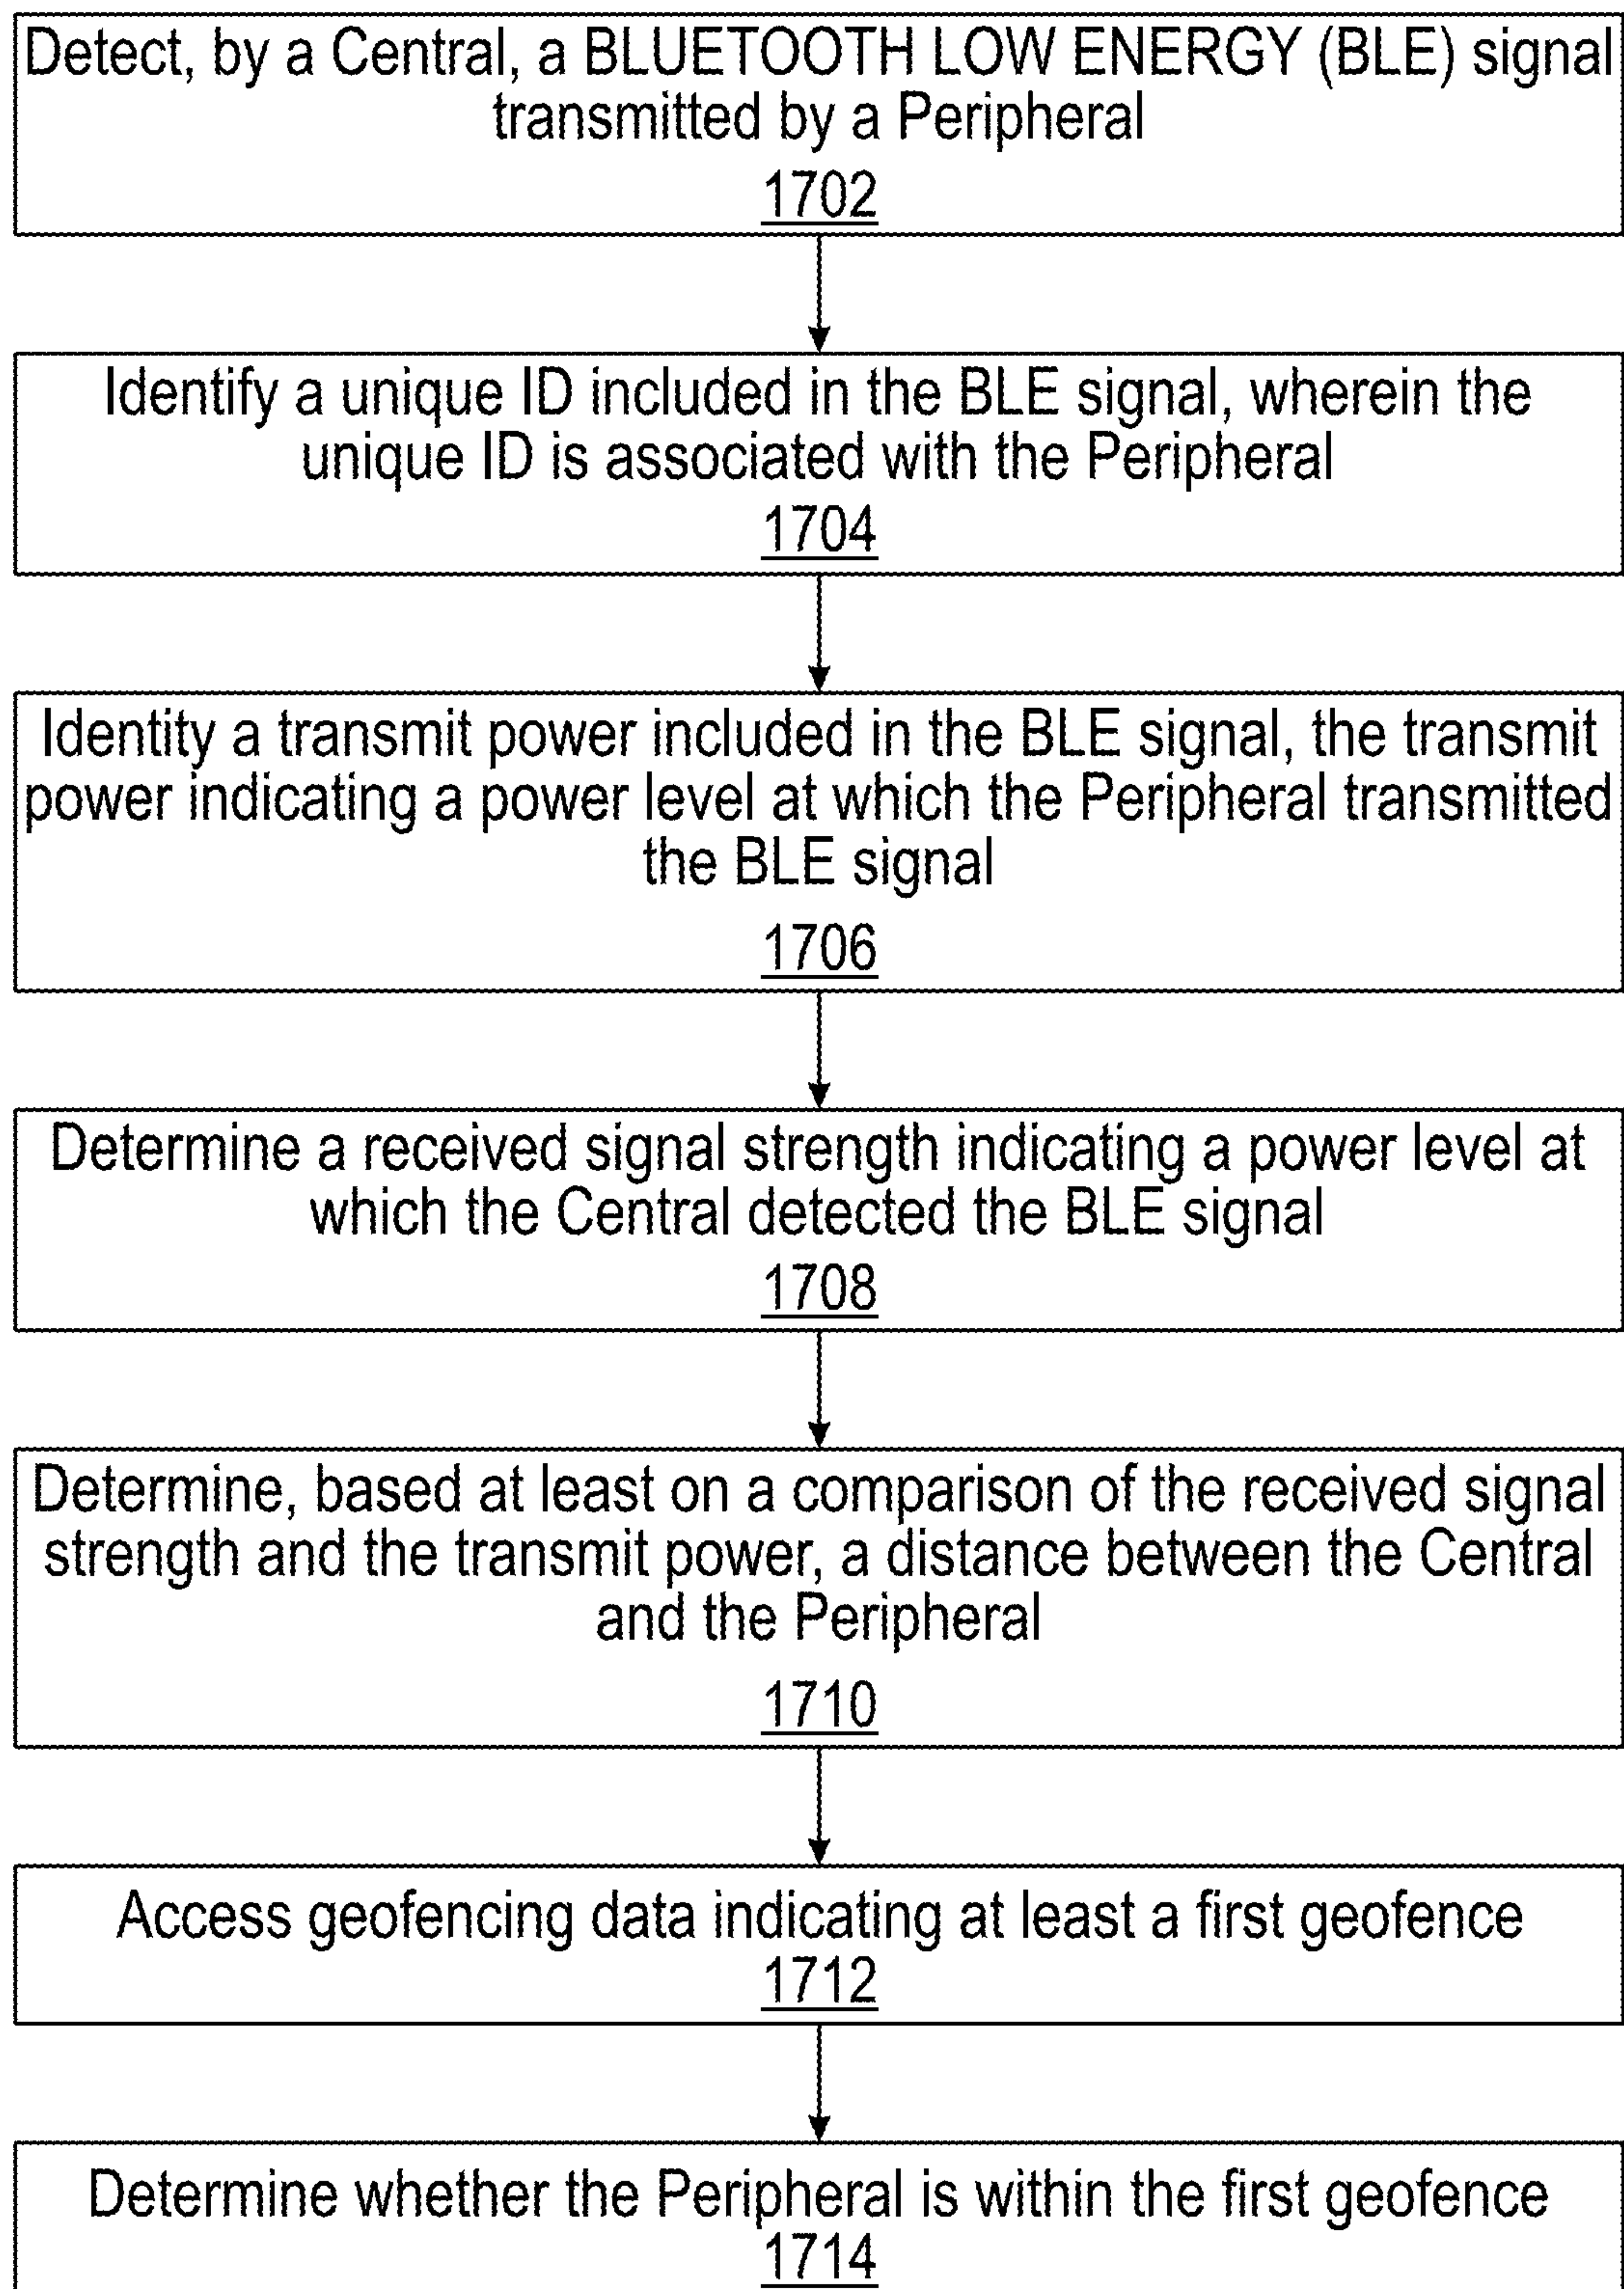 Detect, by a Central, a BLUETOOTH LOW ENERGY (BLE) signal
transmitted by a Peripheral
1702
Identify a unique ID included in the BLE signal, wherein the
unique ID is associated with the Peripheral
1704
Identity a transmit power included in the BLE signal, the transmit
power indicating a power level at which the Peripheral transmitted
the BLE signal
1706
Determine a received signal strength indicating a power level at
which the Central detected the BLE signal
1708
Determine, based at least on a comparison of the received signal
strength and the transmit power, a distance between the Central
and the Peripheral
1710
Access geofencing data indicating at least a first geofence
1712
Determine whether the Peripheral is within the first geofence
1714